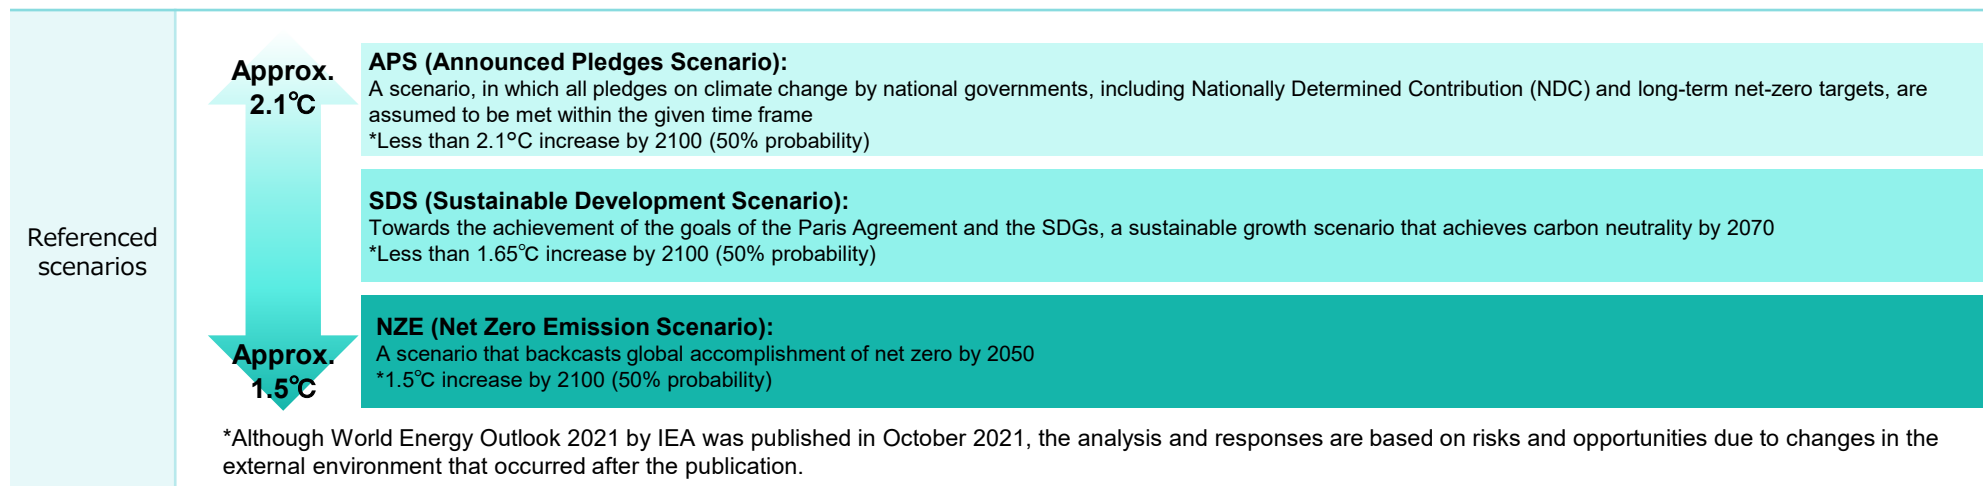 Referenced
scenarios
Approx.
2.1℃
APS (Announced Pledges Scenario):
A scenario, in which all pledges on climate change by national governments, including Nationally Determined Contribution (NDC) and long-term net-zero targets, are
assumed to be met within the given time frame
*Less than 2.1°C increase by 2100 (50% probability)
SDS (Sustainable Development Scenario):
Towards the achievement of the goals of the Paris Agreement and the SDGs, a sustainable growth scenario that achieves carbon neutrality by 2070
*Less than 1.65℃ increase by 2100 (50% probability)
Approx.
1.5℃
NZE (Net Zero Emission Scenario):
A scenario that backcasts global accomplishment of net zero by 2050
*1.5℃ increase by 2100 (50% probability)
*Although World Energy Outlook 2021 by IEA was published in October 2021, the analysis and responses are based on risks and opportunities due to changes in the
external environment that occurred after the publication.